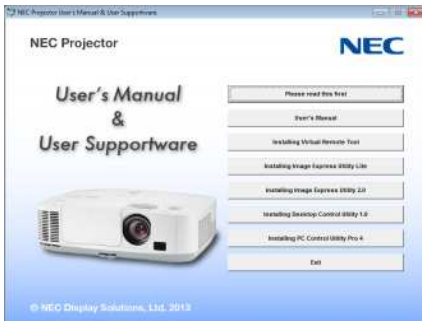 NEC Projector User's Manual & User Supportware
NEC Projector
NEC
User's Manual
&
User Supportware
Please read this first
User's Manual
Installing Virtual Remote Tool
Installing Image Express Utility Lite
Installing Image Express Utility 2.0
Installing Desktop Control Utility 1.0
Installing PC Control Utility Pro 4
Exit
© NEC Display Solutions, Ltd. 2013